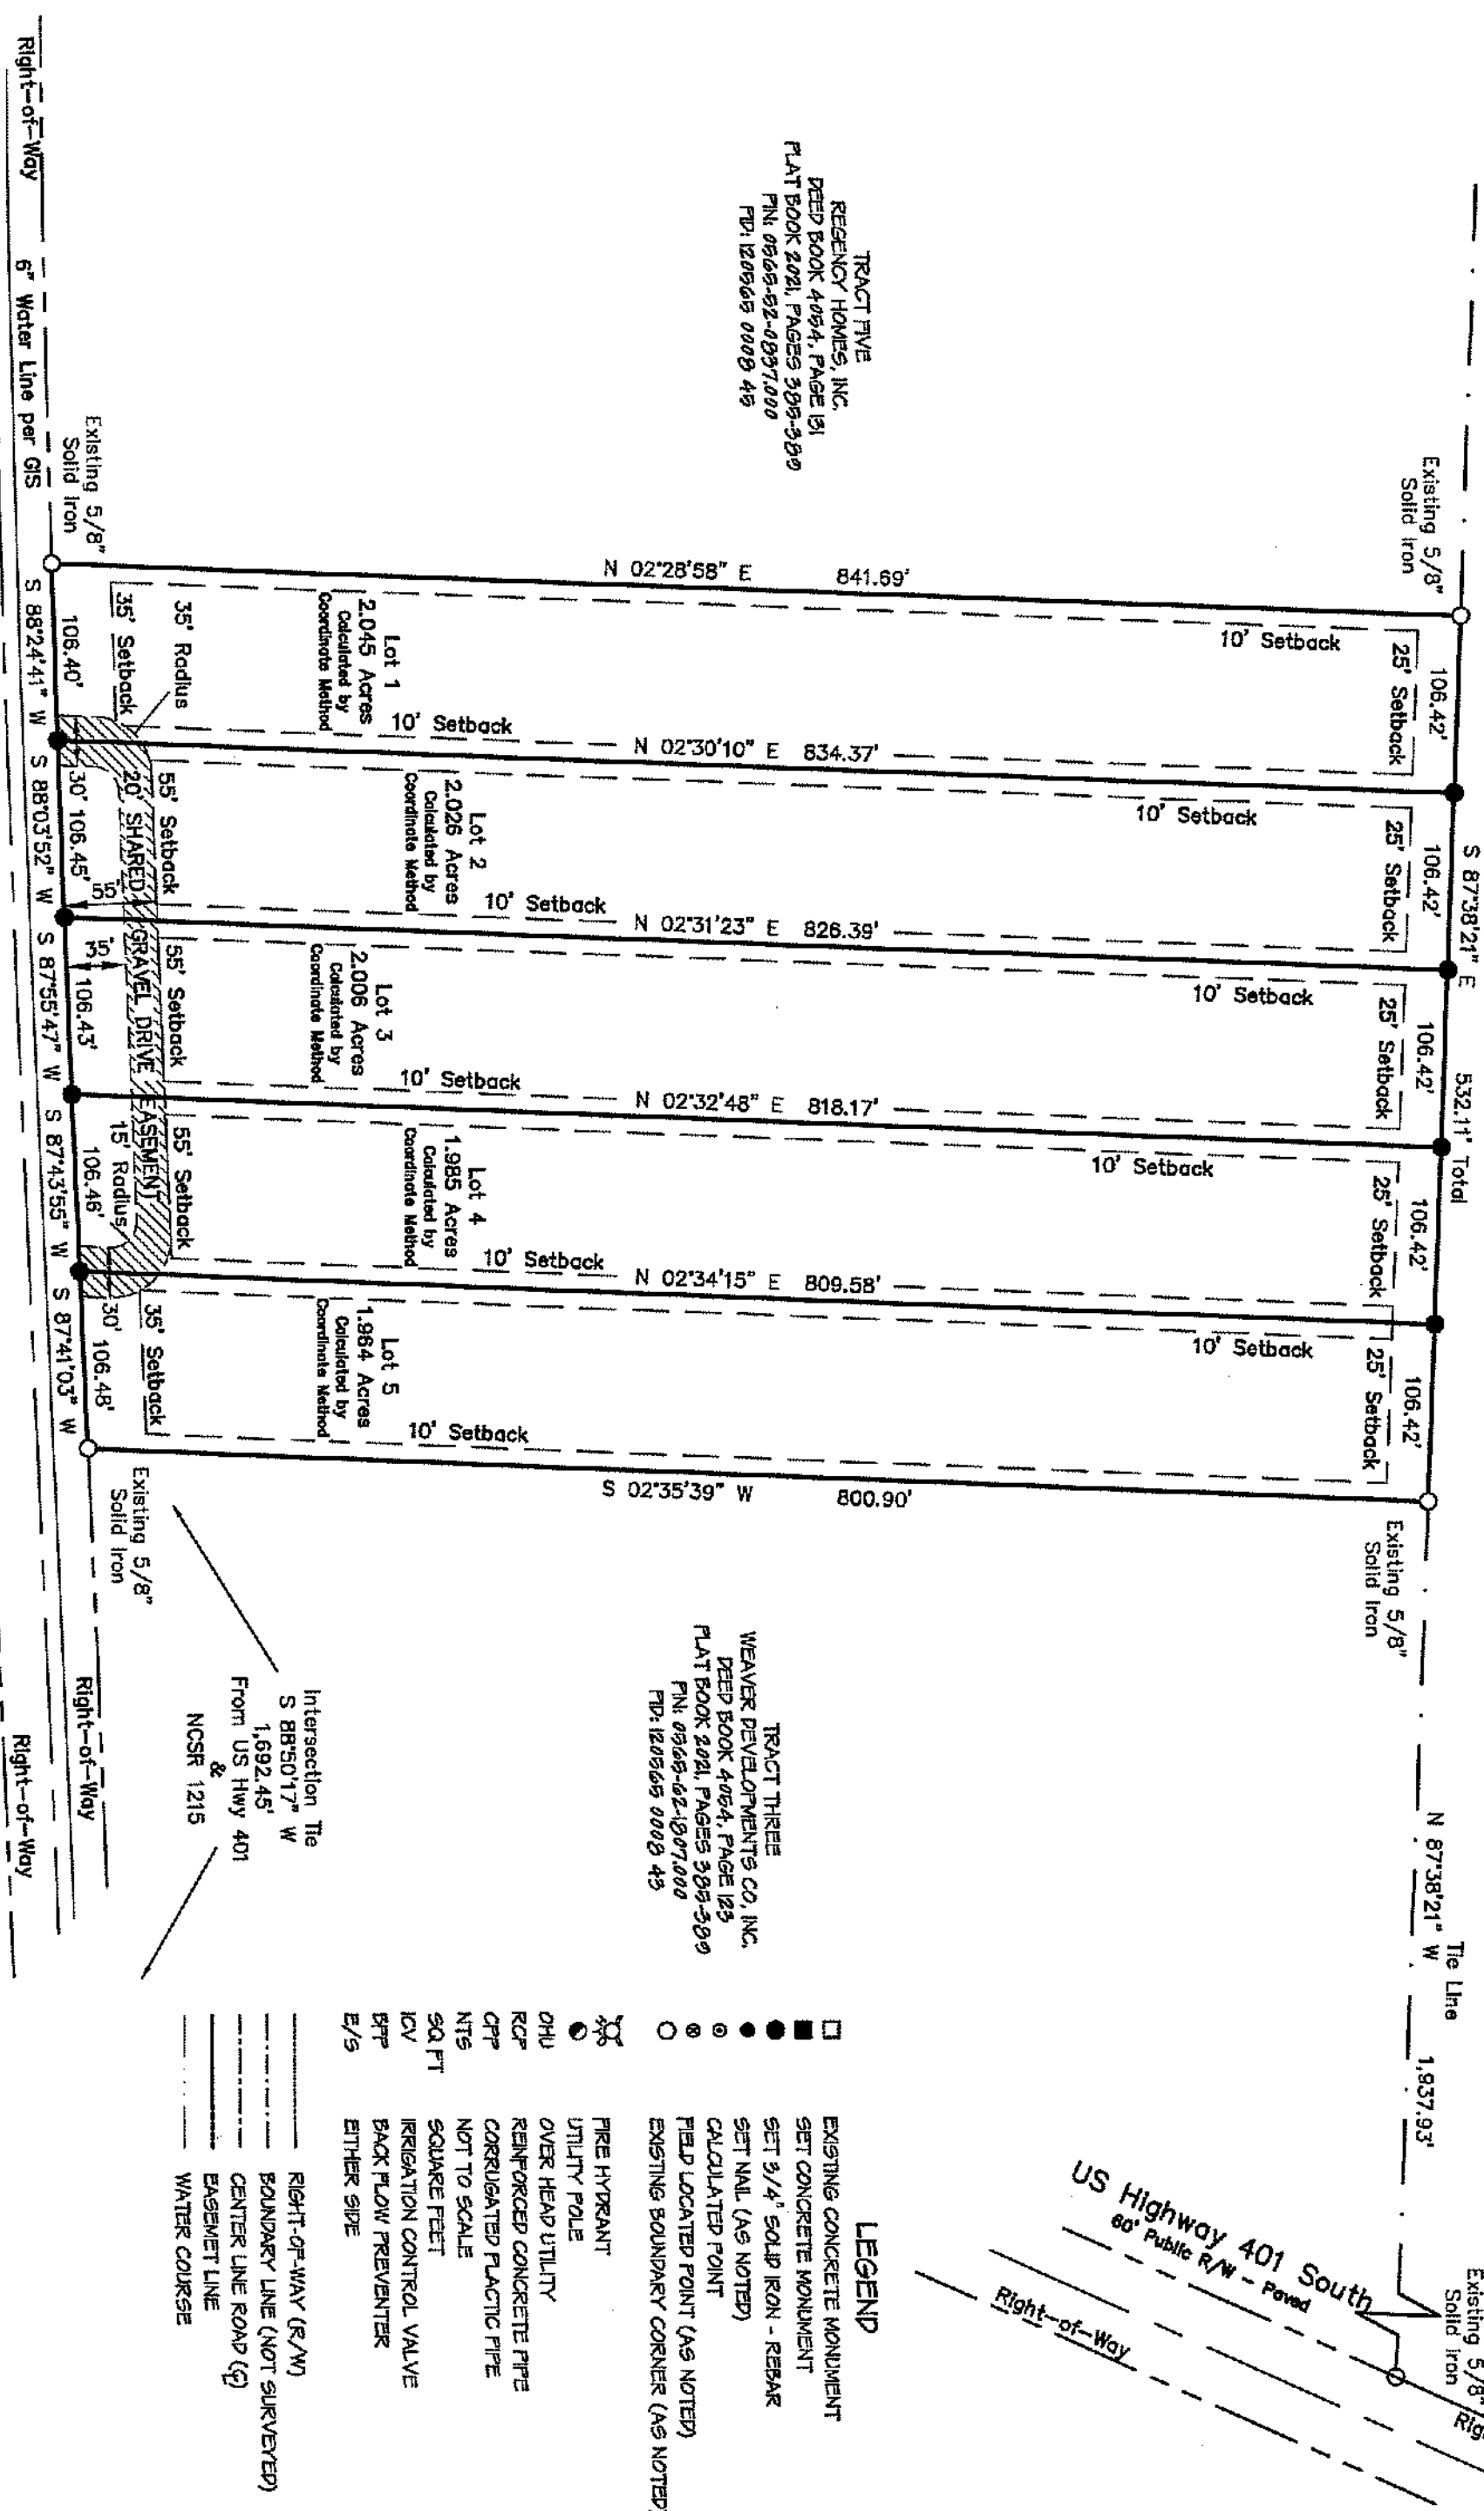 Right-of-Way
6" Water Line per GIS
Existing 5/8"
Solid Iron
Existing 5/8"
Solid Iron
TRACT FIVE
REGENCY HOMES, INC.
DEED BOOK 4054, PAGE 131
PLAT BOOK 2021, PAGES 385-389
PIN: 0565-52-0837.000
PID: 120565 0008 45
N 02°28'58" E 841.69'
10' Setback
25' Setback
106.42'
Lot 1
2.045 Acres
Calculated by
Coordinate Method
35' Radius
35' Setback
106.40'
S 88°24'41" W
10' Setback
N 02°30'10" E 834.37'
10' Setback
25' Setback
106.42'
S 87°38'21" E
532.11' Total
Lot 2
2.026 Acres
Calculated by
Coordinate Method
55' Setback
20' SHARED GRAVEL DRIVE EASEMENT
30'
106.45'
55'
S 88°03'52" W
10' Setback
N 02°31'23" E 826.39'
10' Setback
25' Setback
106.42'
Lot 3
2.006 Acres
Calculated by
Coordinate Method
55' Setback
35'
106.43'
S 87°55'47" W
10' Setback
N 02°32'48" E 818.17'
10' Setback
25' Setback
106.42'
Lot 4
1.985 Acres
Calculated by
Coordinate Method
55' Setback
15' Radius
106.46'
S 87°43'55" W
10' Setback
N 02°34'15" E 809.58'
10' Setback
25' Setback
106.42'
Lot 5
1.964 Acres
Calculated by
Coordinate Method
35' Setback
30'
106.48'
S 87°41'03" W
10' Setback
S 02°35'39" W 800.90'
Existing 5/8"
Solid Iron
Existing 5/8"
Solid Iron
TRACT THREE
WEAVER DEVELOPMENTS CO, INC.
DEED BOOK 4054, PAGE 123
PLAT BOOK 2021, PAGES 385-389
PIN: 0565-62-1807.000
PID: 120565 0008 43
Intersection Tie
S 88°50'17" W
1,692.45'
From US Hwy 401
&
NCSR 1215
Right-of-Way
Right-of-Way
Tie Line
N 87°38'21" W 1,937.93'
US Highway 401 South
60' Public R/W - Paved
Right-of-Way
Existing 5/8"
Solid Iron
Rig
LEGEND
EXISTING CONCRETE MONUMENT
SET CONCRETE MONUMENT
SET 3/4" SOLID IRON - REBAR
SET NAIL (AS NOTED)
CALCULATED POINT
FIELD LOCATED POINT (AS NOTED)
EXISTING BOUNDARY CORNER (AS NOTED)
FIRE HYDRANT
UTILITY POLE
OHU OVER HEAD UTILITY
RCP REINFORCED CONCRETE PIPE
CPP CORRUGATED PLACTIC PIPE
NTS NOT TO SCALE
SQ FT SQUARE FEET
ICV IRRIGATION CONTROL VALVE
BFP BACK FLOW PREVENTER
E/S EITHER SIDE
RIGHT-OF-WAY (R/W)
BOUNDARY LINE (NOT SURVEYED)
CENTER LINE ROAD (℄)
EASEMET LINE
WATER COURSE